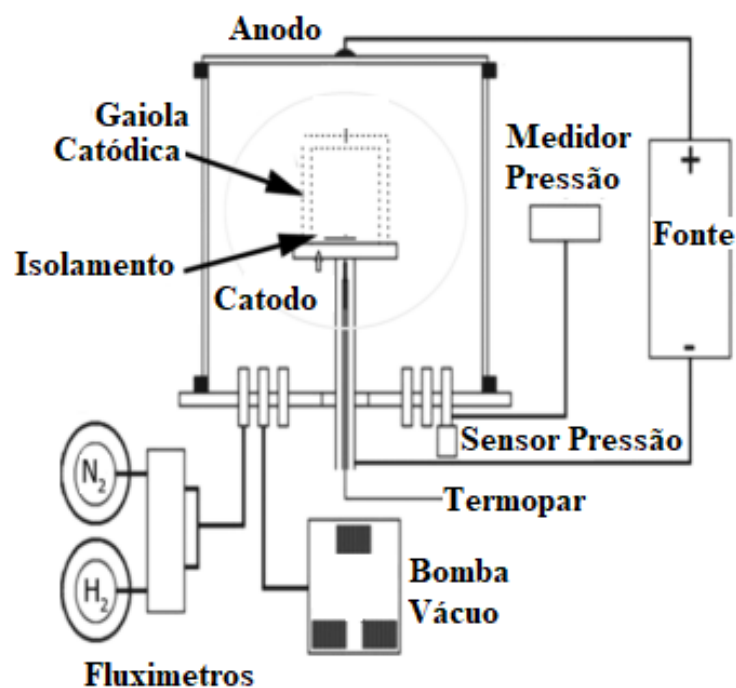 Anodo
Gaiola
Catódica
Medidor
Pressão
+
Fonte
Isolamento
Catodo
-
Sensor Pressão
N2
Termopar
H2
Bomba
Vácuo
Fluximetros